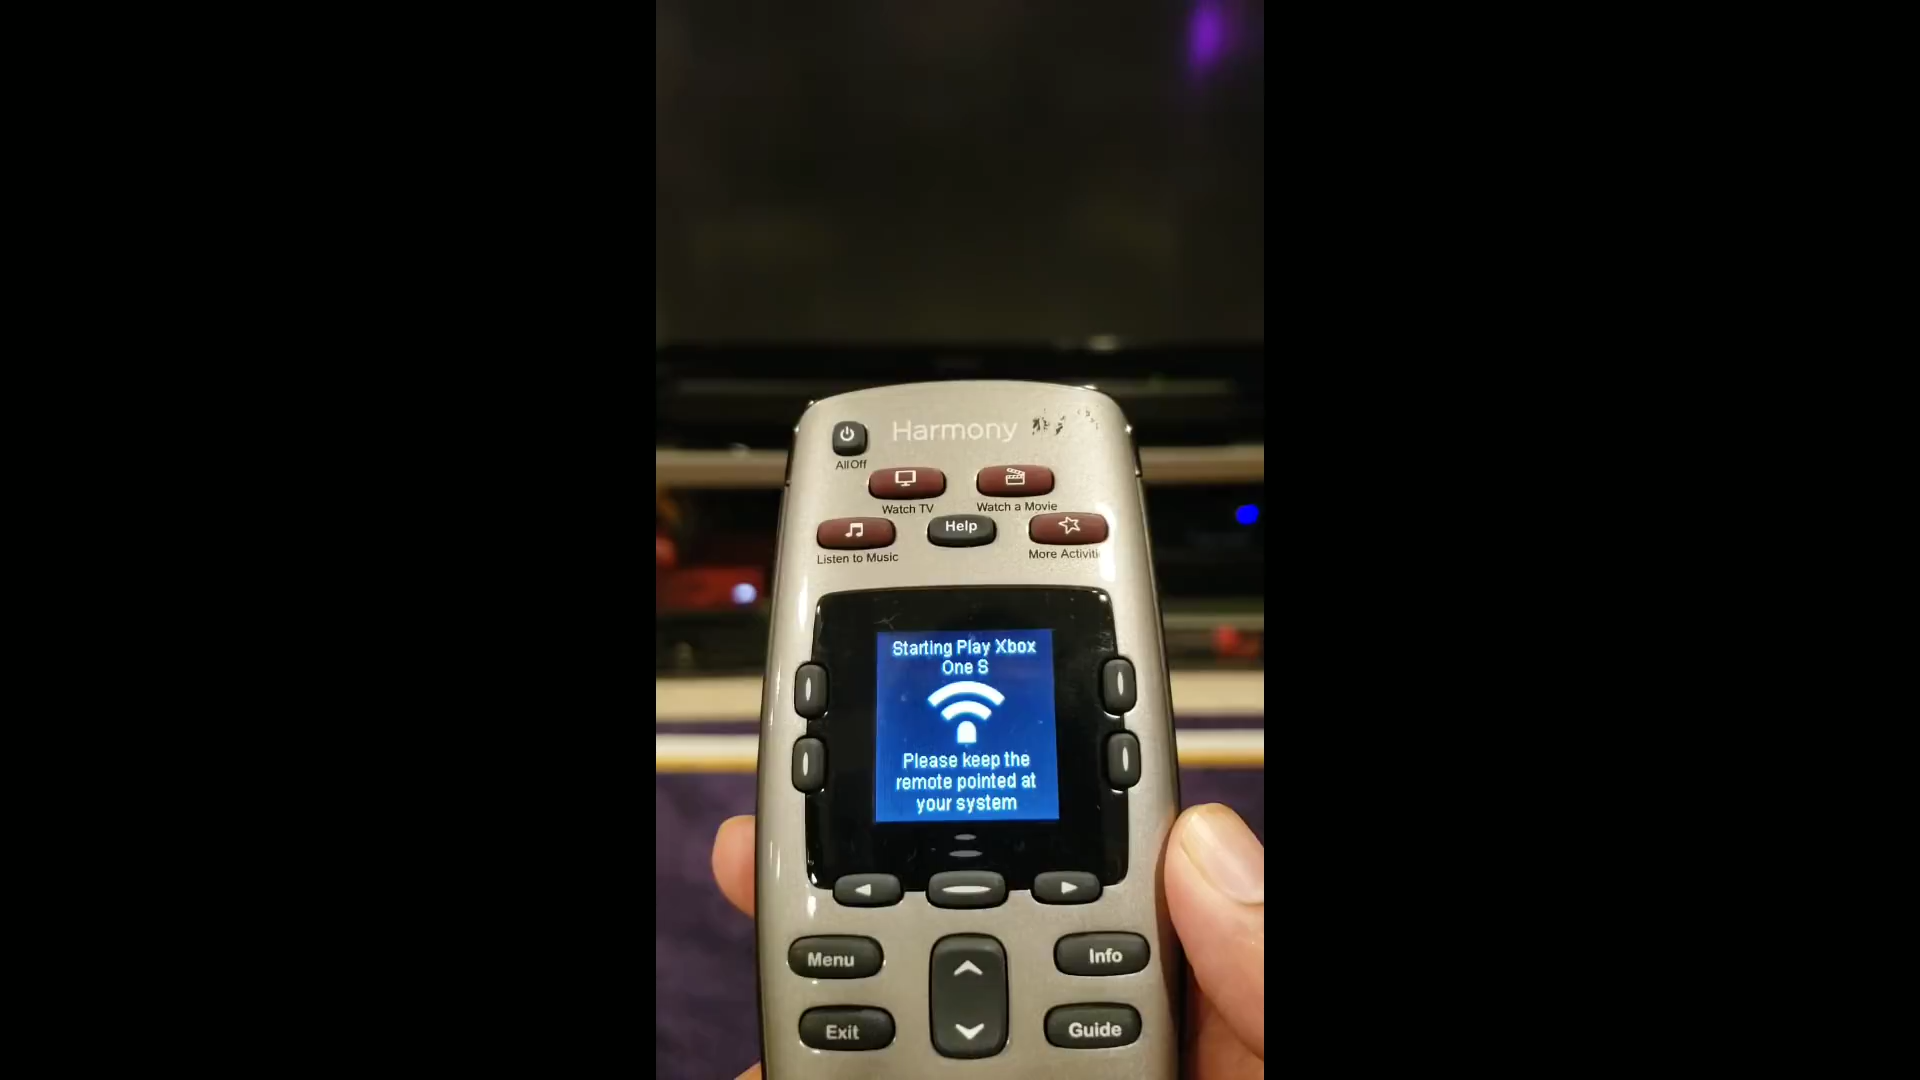 Harmony
All Off
Watch TV
Watch a Movie
Help
Listen to Music
More Activiti
Starting Play Xbox
One S
Please keep the
remote pointed at
your system
Menu
Info
Exit
Guide